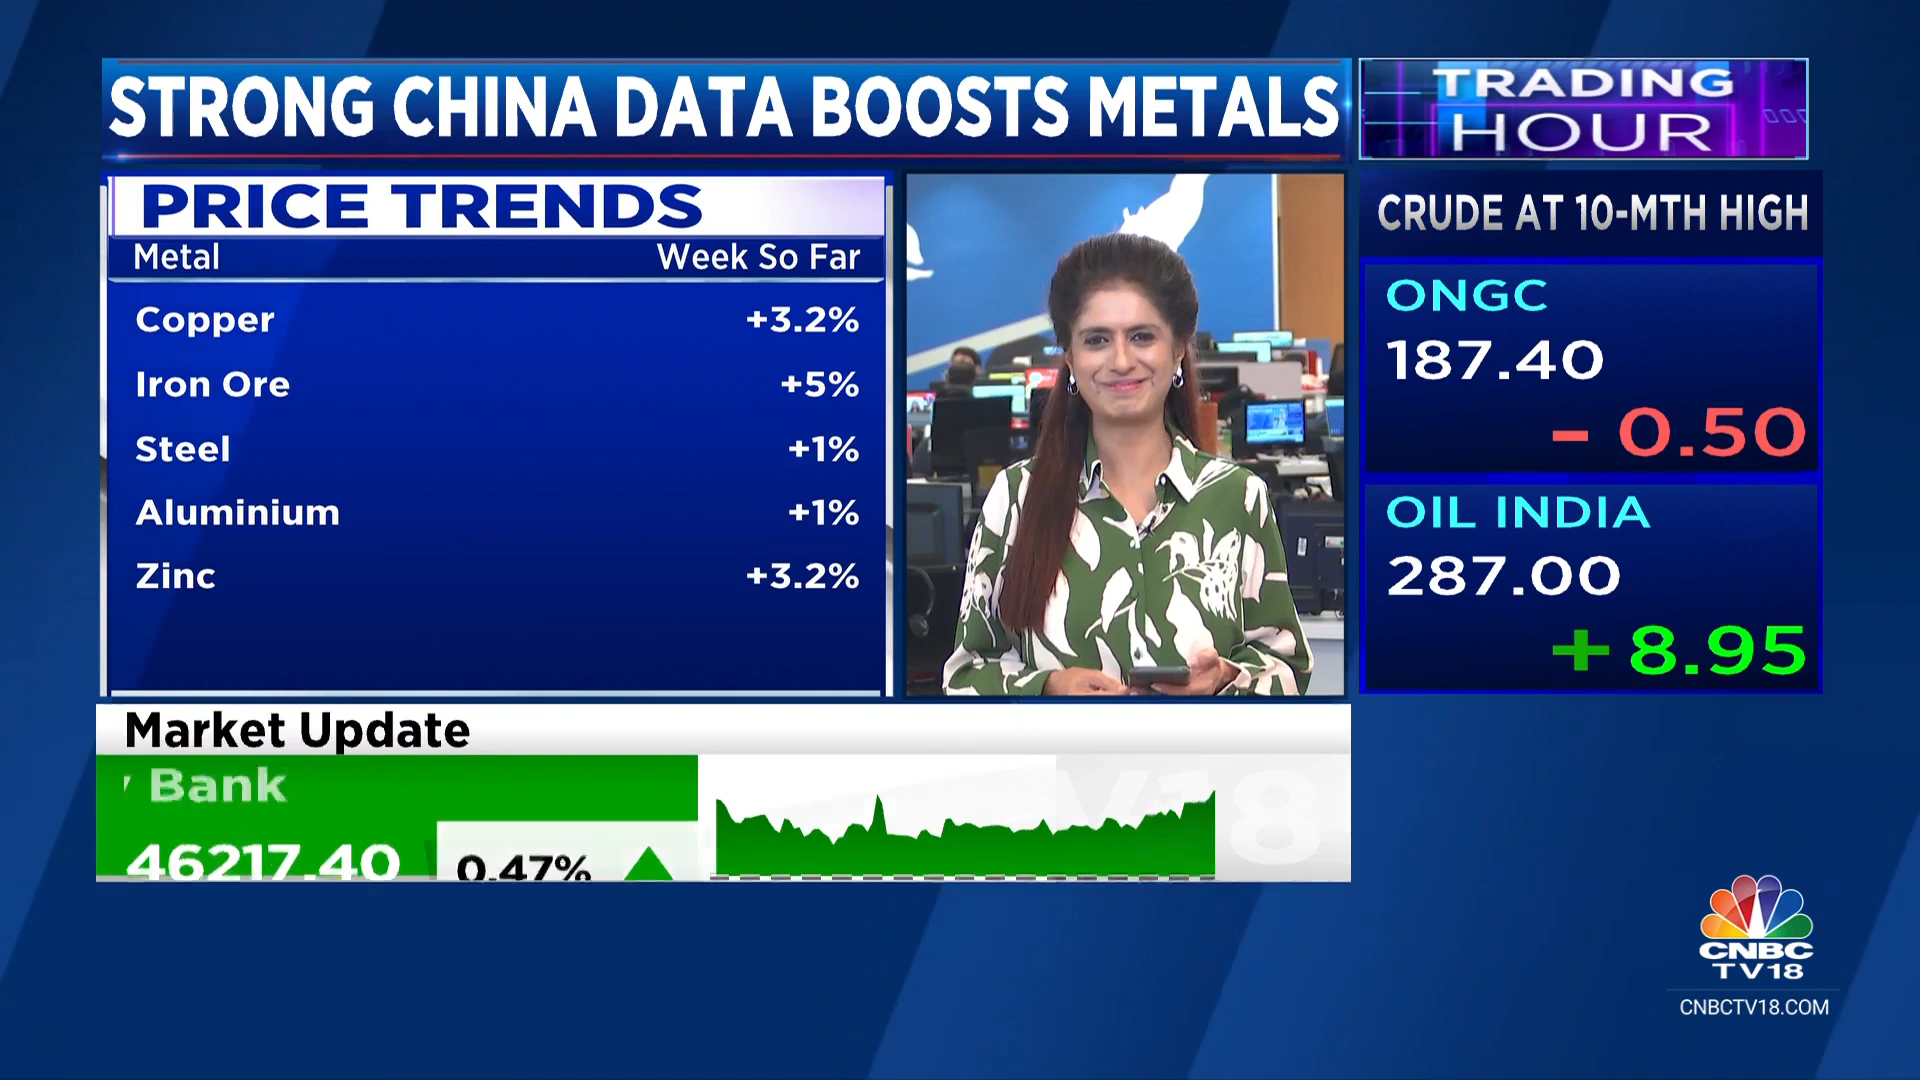 STRONG CHINA DATA BOOSTS METALS
TRADING
HOUR
PRICE TRENDS
Metal Week So Far
Copper +3.2%
Iron Ore +5%
Steel +1%
Aluminium +1%
Zinc +3.2%
CRUDE AT 10-MTH HIGH
ONGC
187.40
- 0.50
OIL INDIA
287.00
+ 8.95
Market Update
Bank
46217.40 0.47%
V18
CNBC
TV18
CNBCTV18.COM